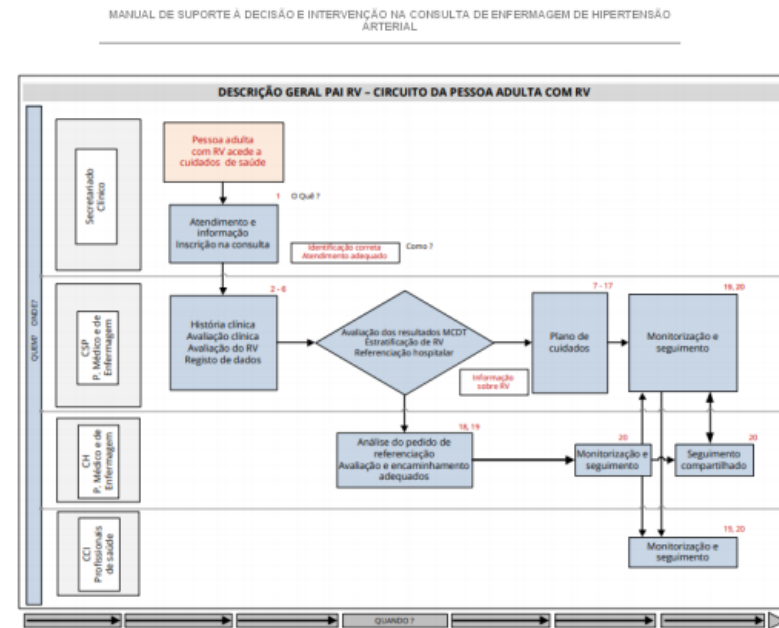 MANUAL DE SUPORTE À DECISÃO E INTERVENÇÃO NA CONSULTA DE ENFERMAGEM DE HIPERTENSÃO
ARTERIAL
DESCRIÇÃO GERAL PAI RV – CIRCUITO DA PESSOA ADULTA COM RV
QUEM? ONDE?
Secretariado
Clínico
Pessoa adulta
com RV acede a
cuidados de saúde
1
O Quê ?
Atendimento e
informação
Inscrição na consulta
Identificação correta
Atendimento adequado
Como ?
CSP
P. Médico e de
Enfermagem
2 - 6
História clínica
Avaliação clínica
Avaliação do RV
Registo de dados
Avaliação dos resultados MCDT
Estratificação de RV
Referenciação hospitalar
Informação
sobre RV
7 - 17
Plano de
cuidados
19, 20
Monitorização e
seguimento
CH
P. Médico e de
Enfermagem
18, 19
Análise do pedido de
referenciação
Avaliação e encaminhamento
adequados
20
Monitorização e
seguimento
20
Seguimento
compartilhado
CCI
Profissionais
de saúde
19, 20
Monitorização e
seguimento
QUANDO ?